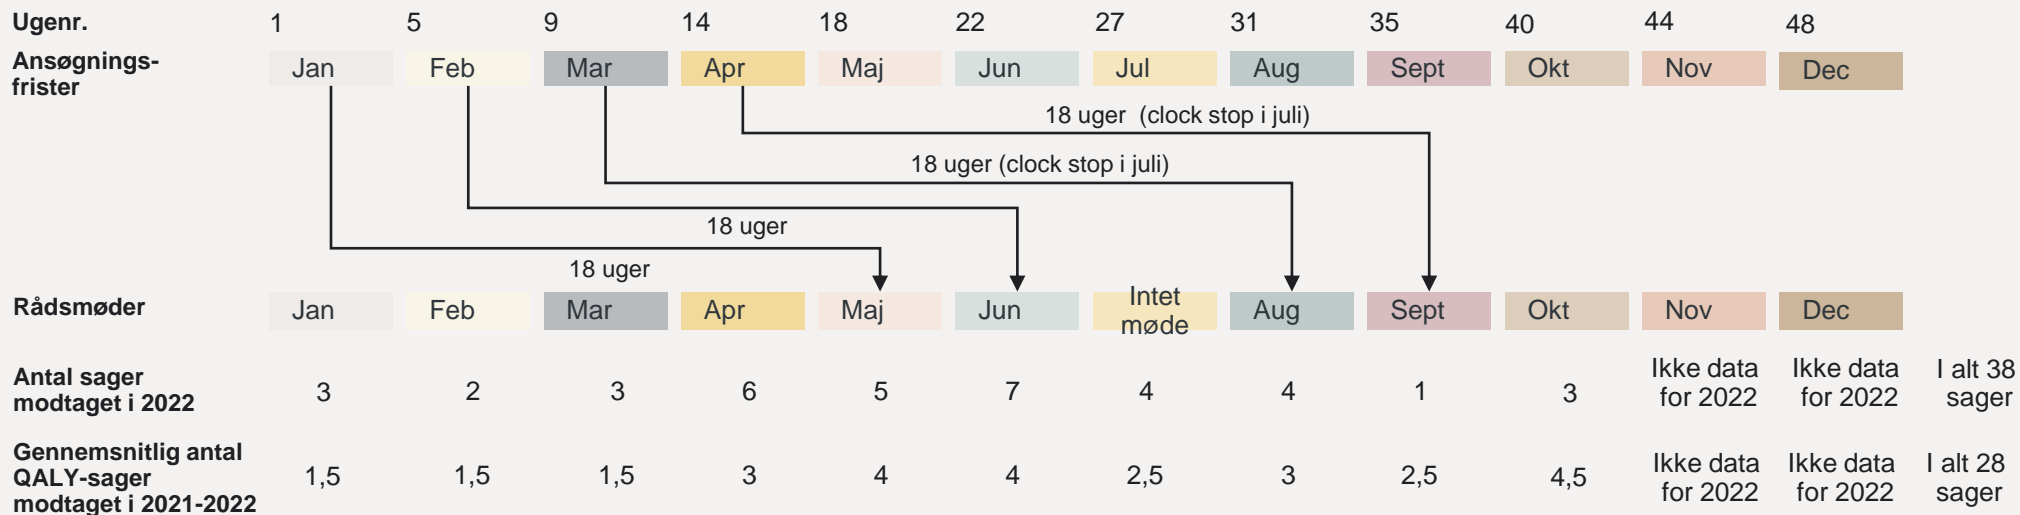 Ugenr. 1 5 9 14 18 22 27 31 35 40 44 48
Ansøgnings-
frister
Jan Feb Mar Apr Maj Jun Jul Aug Sept Okt Nov Dec
18 uger (clock stop i juli)
18 uger (clock stop i juli)
18 uger
18 uger
Rådsmøder Jan Feb Mar Apr Maj Jun Intet
møde Aug Sept Okt Nov Dec
Antal sager
modtaget i 2022
3 2 3 6 5 7 4 4 1 3
Ikke data
for 2022
Ikke data
for 2022
I alt 38
sager
Gennemsnitlig antal
QALY-sager
modtaget i 2021-2022
1,5 1,5 1,5 3 4 4 2,5 3 2,5 4,5
Ikke data
for 2022
Ikke data
for 2022
I alt 28
sager